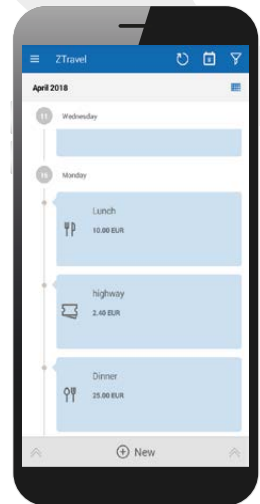 ZTravel
April 2018
11 Wednesday
16 Monday
Lunch
10.00 EUR
highway
2.40 EUR
Dinner
25.00 EUR
New